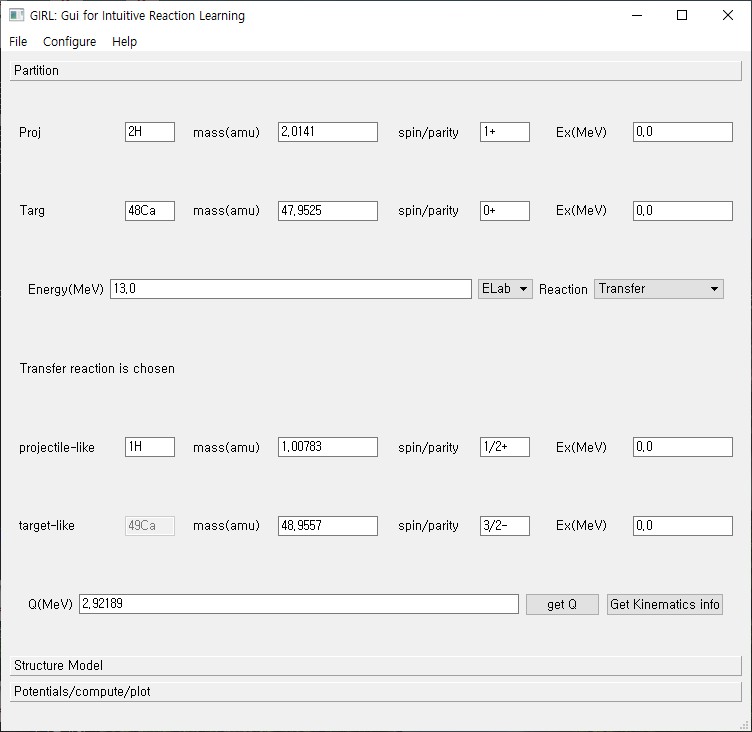 GIRL: Gui for Intuitive Reaction Learning
File Configure Help
Partition
Proj 2H mass(amu) 2,0141 spin/parity 1+ Ex(MeV) 0,0
Targ 48Ca mass(amu) 47,9525 spin/parity 0+ Ex(MeV) 0,0
Energy(MeV) 13,0 ELab Reaction Transfer
Transfer reaction is chosen
projectile-like 1H mass(amu) 1,00783 spin/parity 1/2+ Ex(MeV) 0,0
target-like 49Ca mass(amu) 48,9557 spin/parity 3/2- Ex(MeV) 0,0
Q(MeV) 2,92189 get Q Get Kinematics info
Structure Model
Potentials/compute/plot